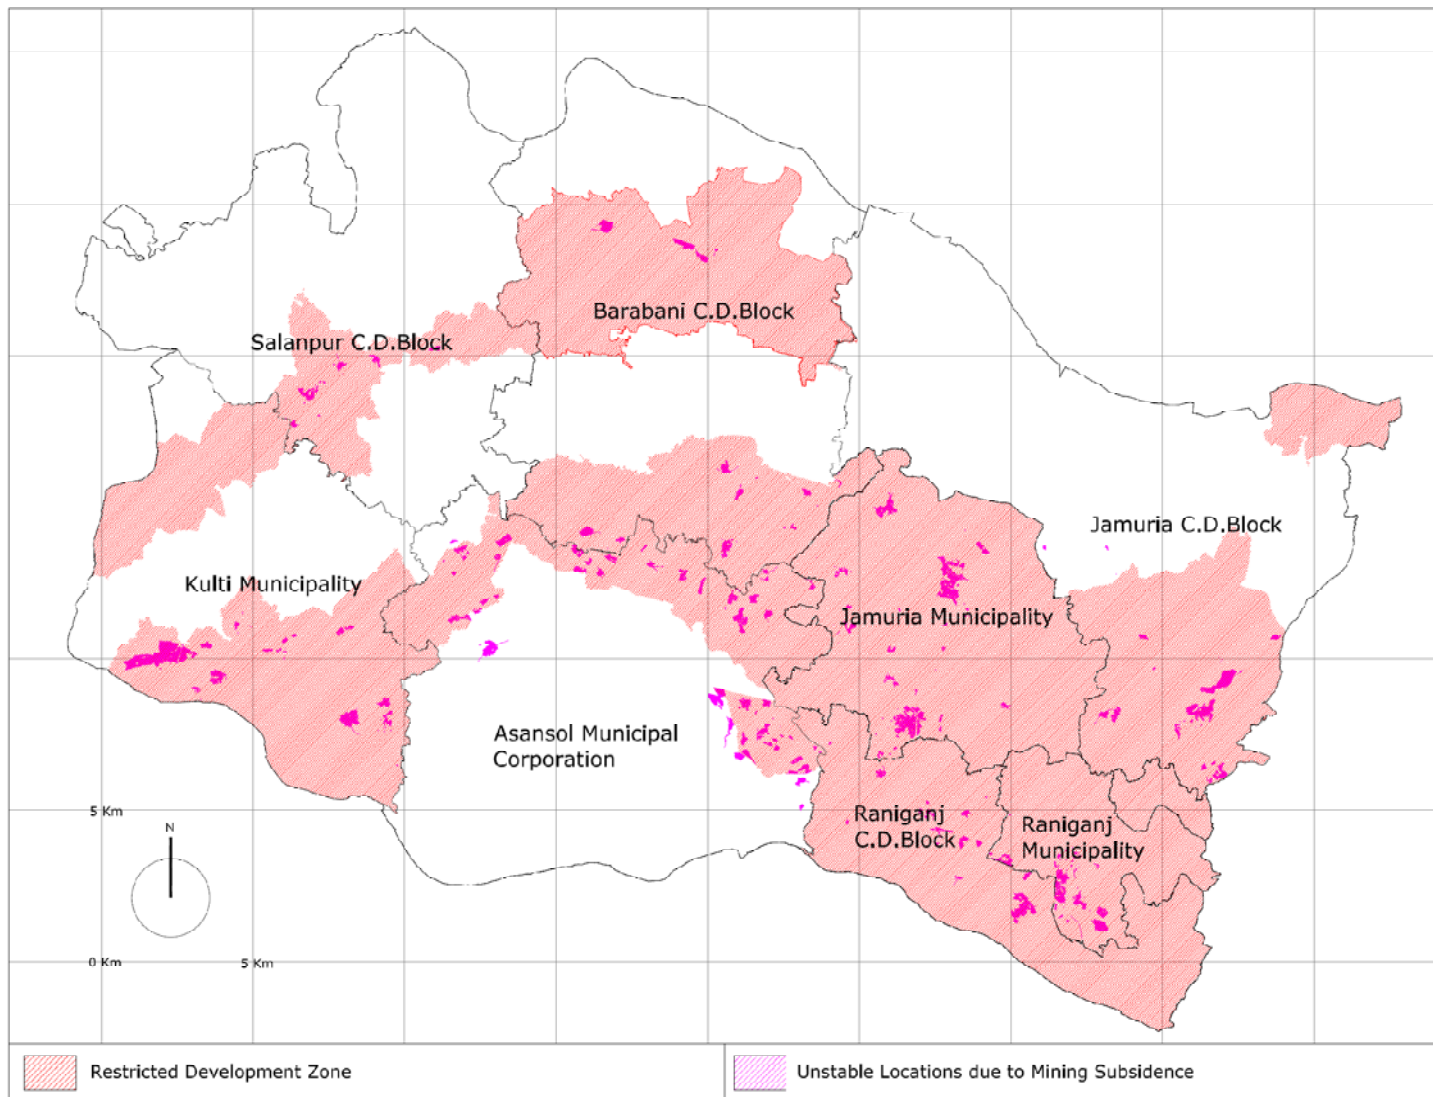 Barabani C.D.Block
Salanpur C.D.Block
Jamuria C.D.Block
Kulti Municipality
Jamuria Municipality
Asansol Municipal
Corporation
Raniganj
C.D.Block
Raniganj
Municipality
5 Km
N
0 Km
5 Km
Restricted Development Zone
Unstable Locations due to Mining Subsidence